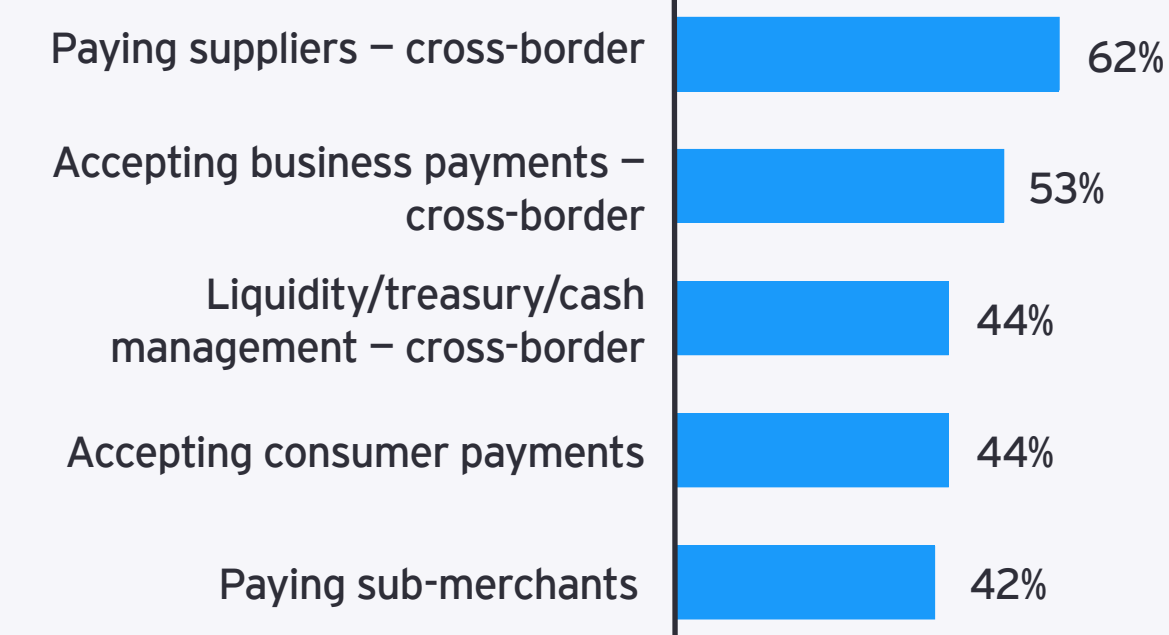 Paying suppliers – cross-border
62%
Accepting business payments –
cross-border
53%
Liquidity/treasury/cash
management – cross-border
44%
Accepting consumer payments
44%
Paying sub-merchants
42%